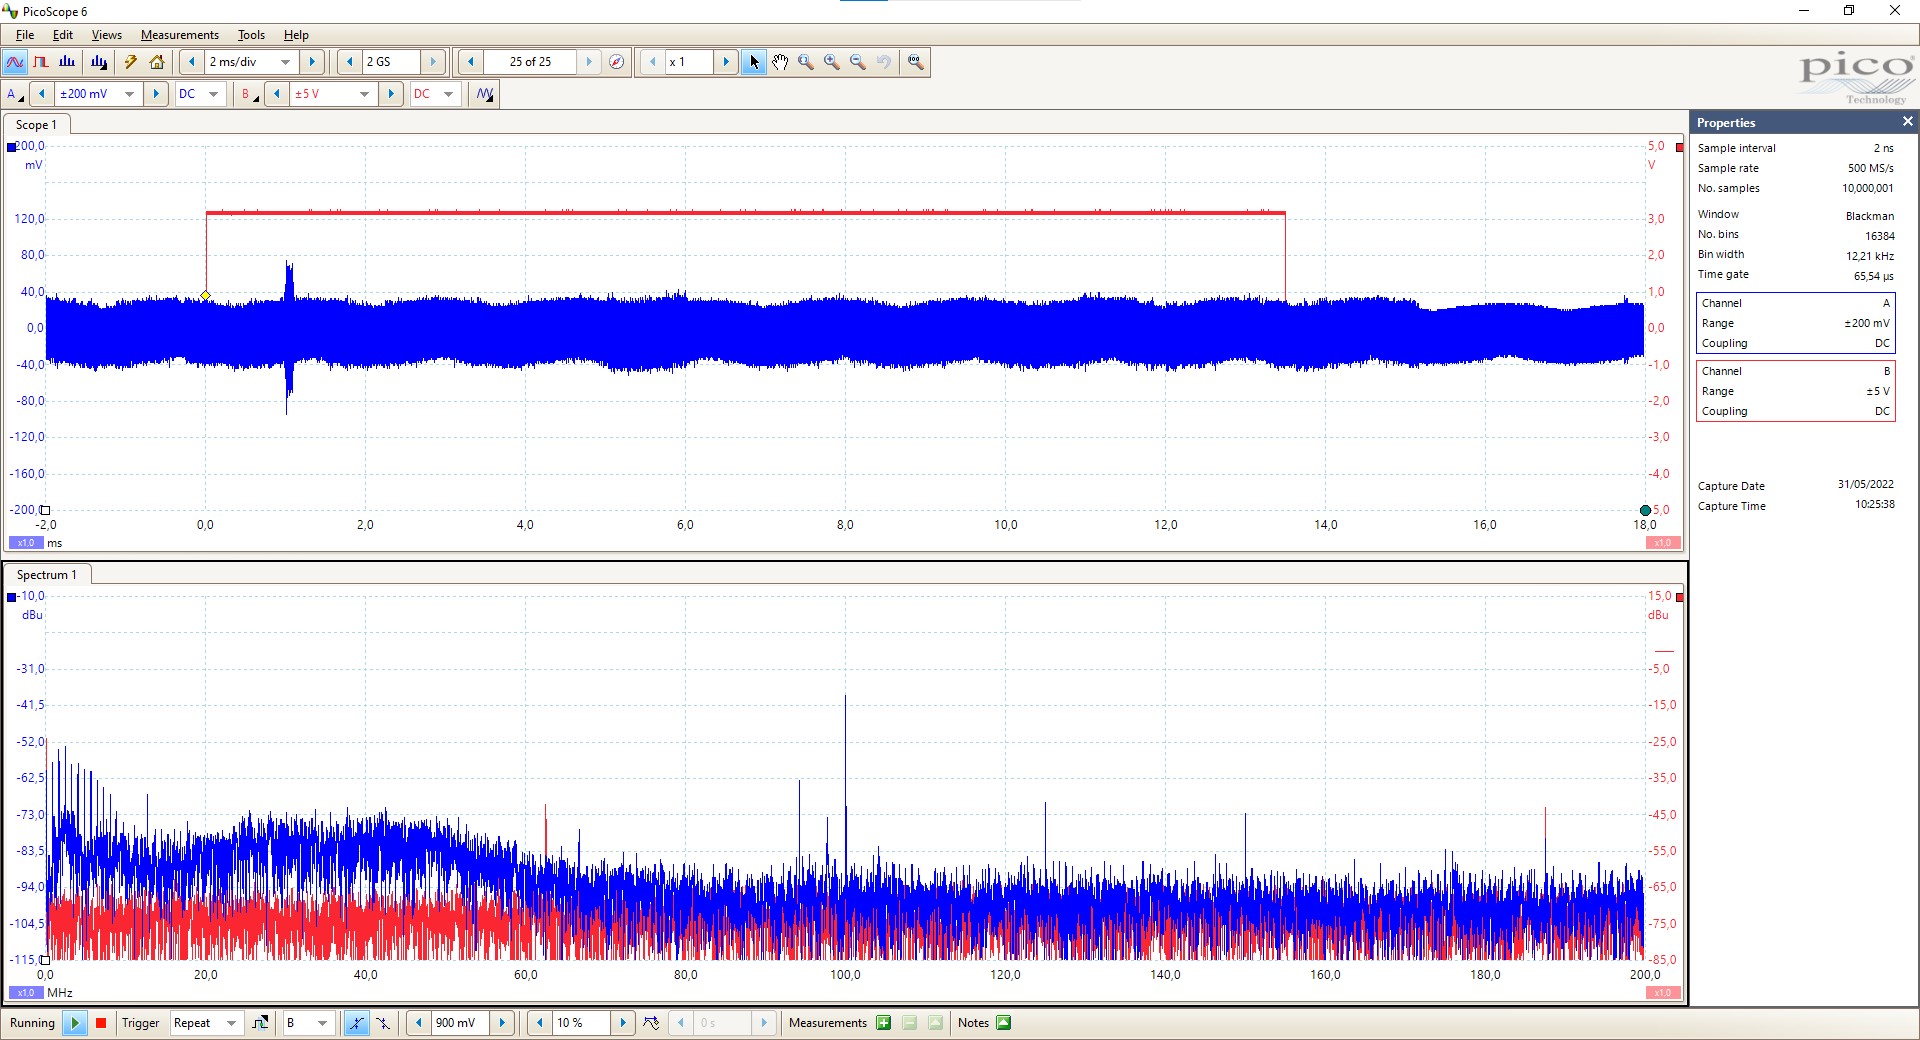 PicoScope 6
File Edit Views Measurements Tools Help
2 ms/div 2 GS 25 of 25 x 1
A ±200 mV DC B ±5 V DC
pico
Technology
Scope 1
200,0 5,0
mV V
120,0 3,0
80,0 2,0
40,0 1,0
0,0 0,0
-40,0 -1,0
-80,0 -2,0
-120,0 -3,0
-160,0 -4,0
-200,0 5,0
-2,0 0,0 2,0 4,0 6,0 8,0 10,0 12,0 14,0 16,0 18,0
x1,0 ms x1,0
Spectrum 1
-10,0 15,0
dBu dBu
-31,0 -5,0
-41,5 -15,0
-52,0 -25,0
-62,5 -35,0
-73,0 -45,0
-83,5 -55,0
-94,0 -65,0
-104,5 -75,0
-115,0 -85,0
0,0 20,0 40,0 60,0 80,0 100,0 120,0 140,0 160,0 180,0 200,0
x1,0 MHz x1,0
Properties
Sample interval 2 ns
Sample rate 500 MS/s
No. samples 10,000,001
Window Blackman
No. bins 16384
Bin width 12,21 kHz
Time gate 65,54 µs
Channel A
Range ±200 mV
Coupling DC
Channel B
Range ±5 V
Coupling DC
Capture Date 31/05/2022
Capture Time 10:25:38
Running Trigger Repeat B 900 mV 10 % 0 s Measurements Notes